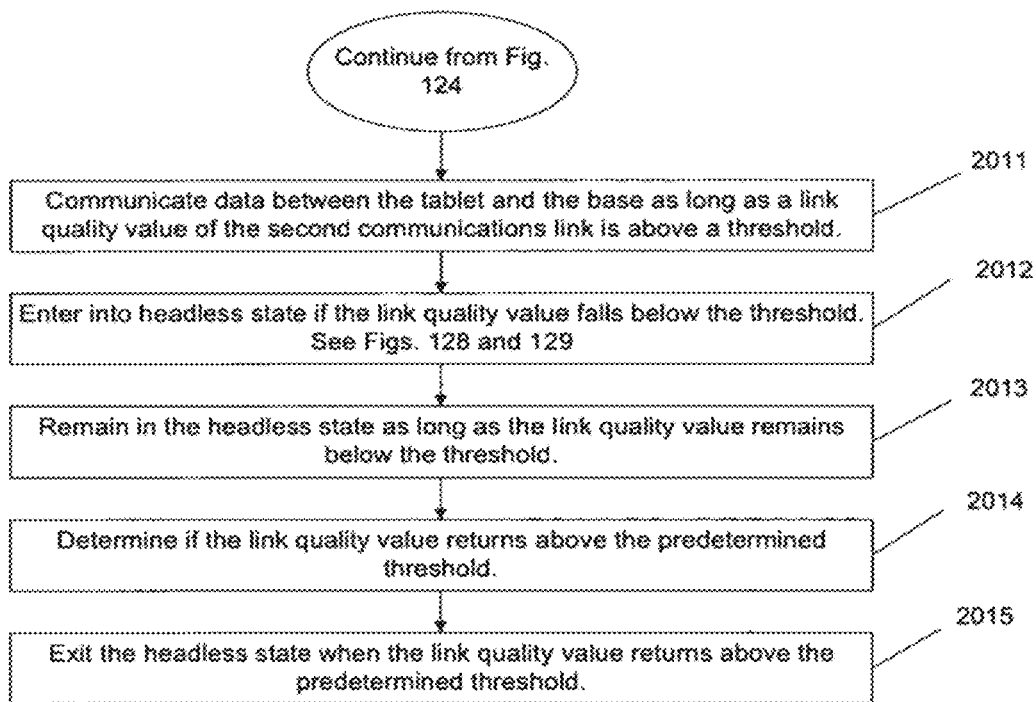 Continue from Fig.
124
2011
Communicate data between the tablet and the base as long as a link
quality value of the second communications link is above a threshold.
2012
Enter into headless state if the link quality value falls below the threshold.
See Figs. 128 and 129
2013
Remain in the headless state as long as the link quality value remains
below the threshold.
2014
Determine if the link quality value returns above the predetermined
threshold.
2015
Exit the headless state when the link quality value returns above the
predetermined threshold.